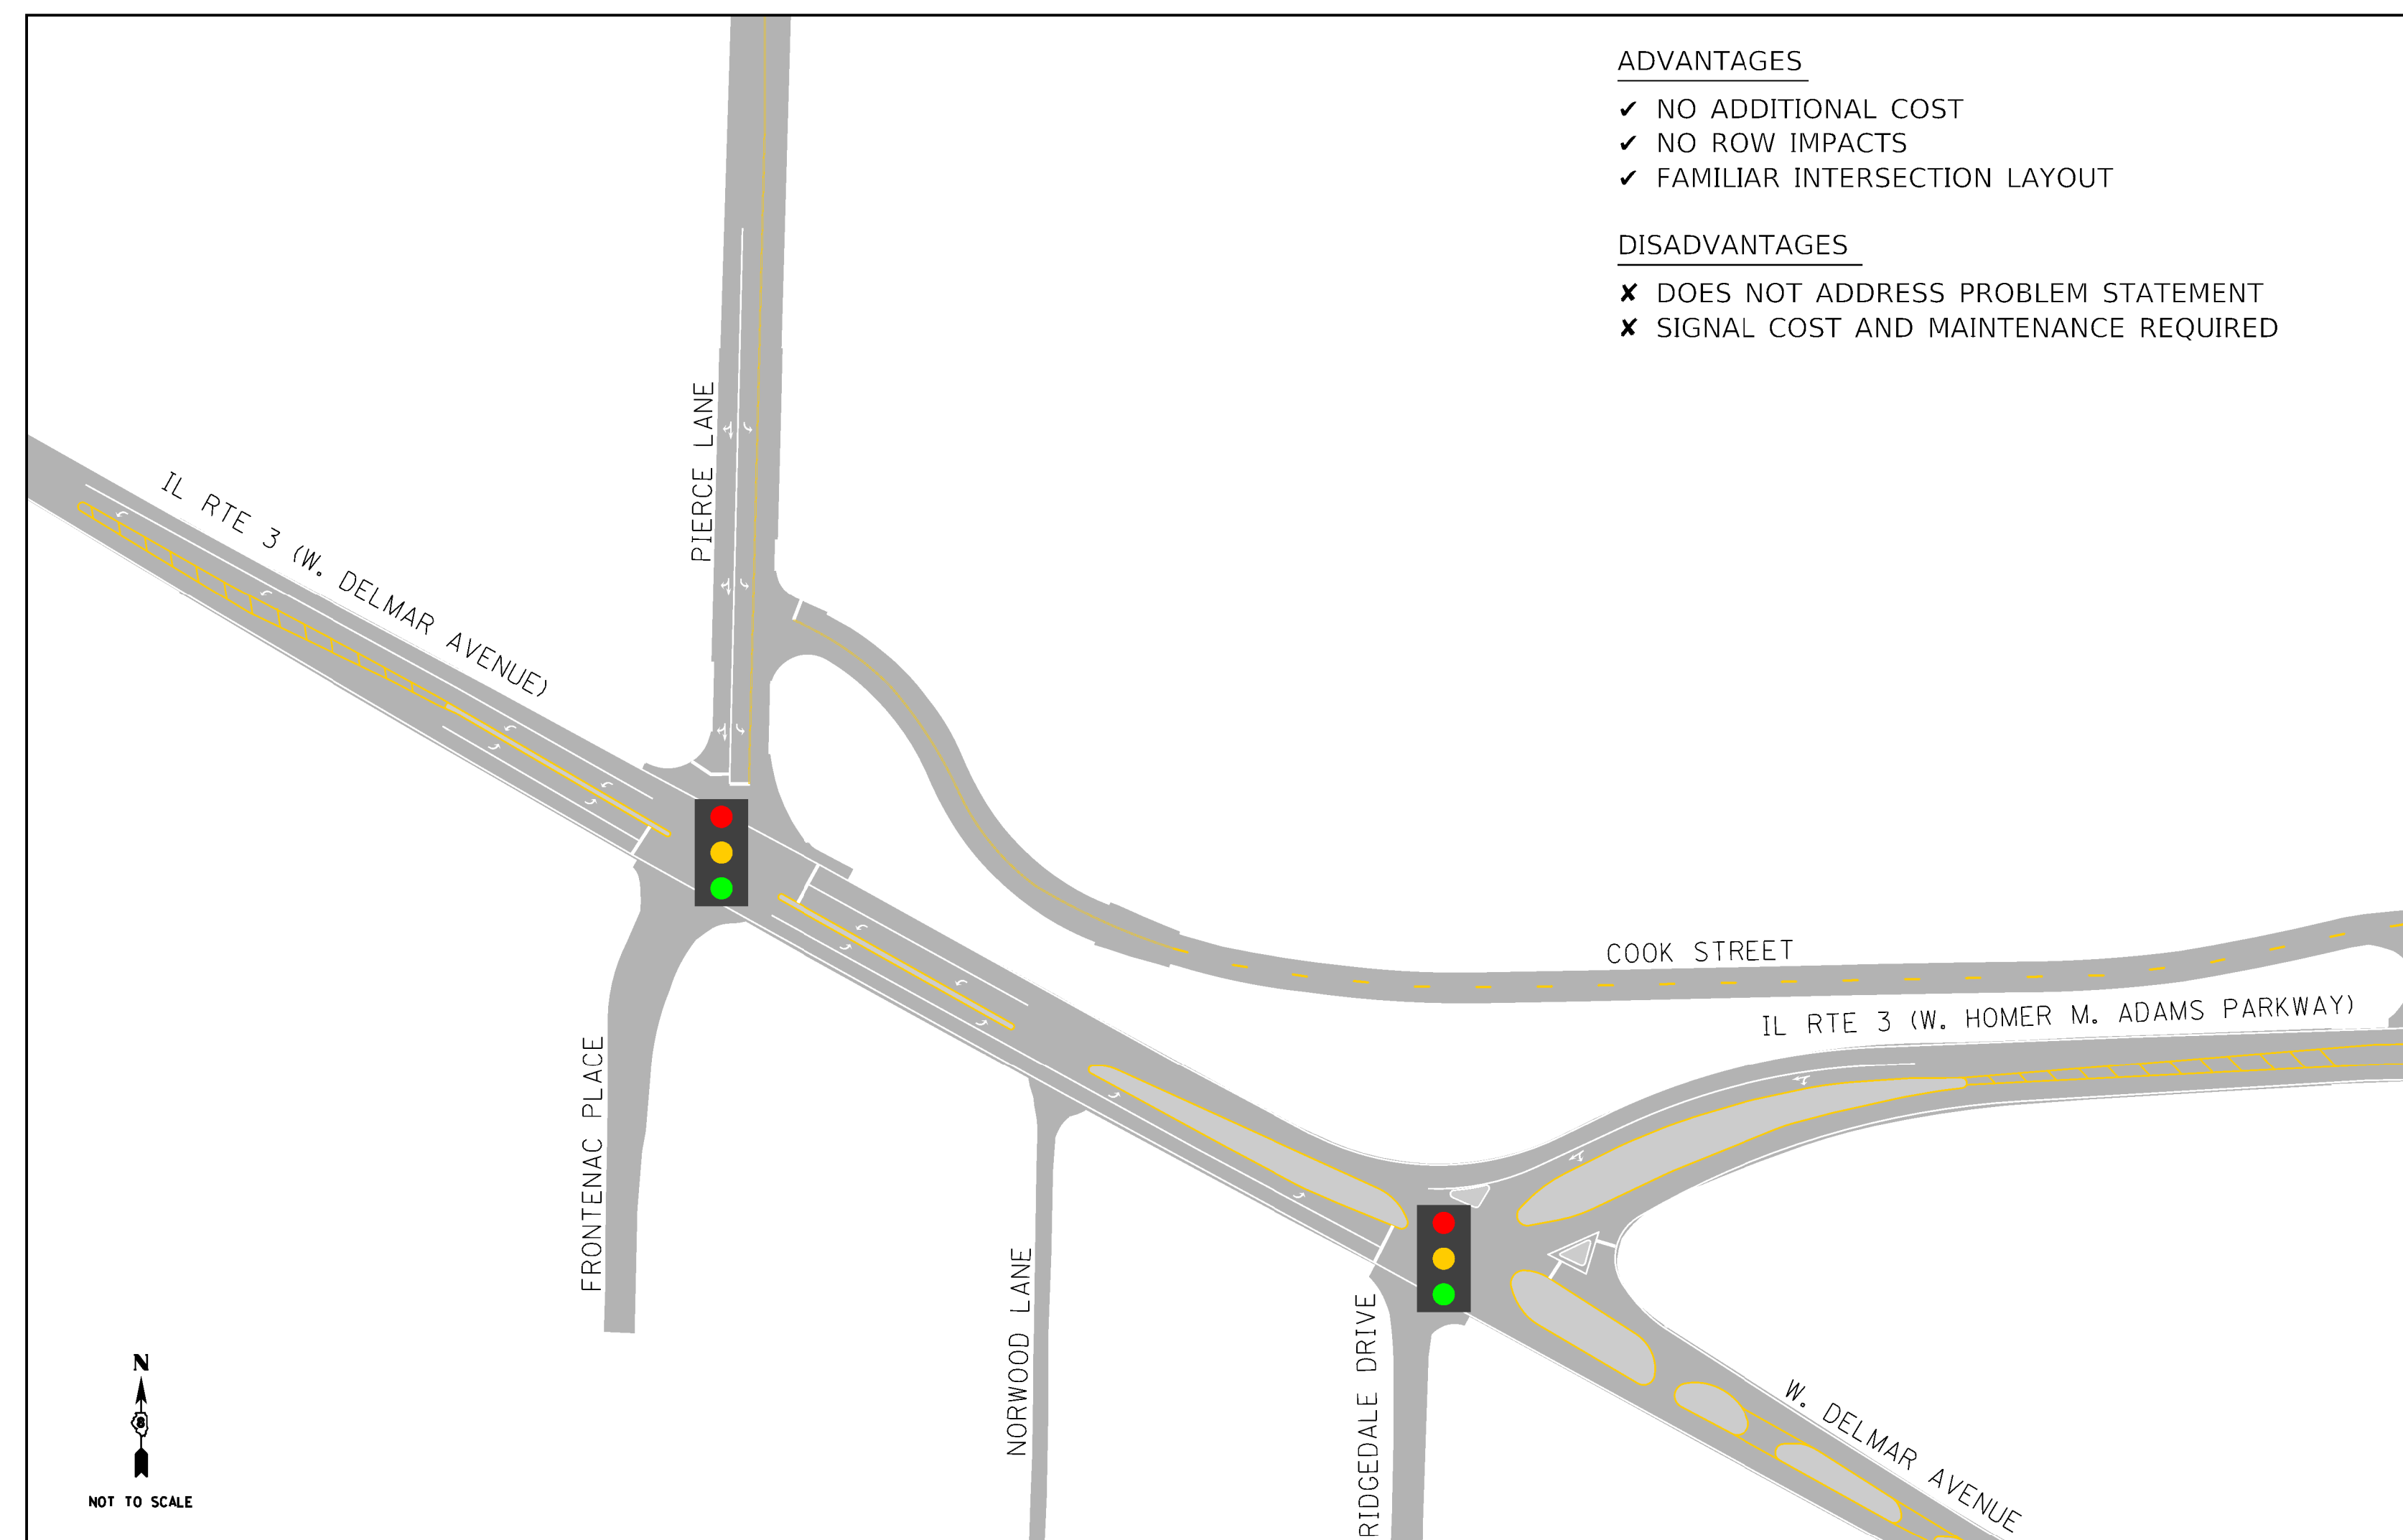 ADVANTAGES
✔ NO ADDITIONAL COST
✔ NO ROW IMPACTS
✔ FAMILIAR INTERSECTION LAYOUT
DISADVANTAGES
✘ DOES NOT ADDRESS PROBLEM STATEMENT
✘ SIGNAL COST AND MAINTENANCE REQUIRED
PIERCE LANE
IL RTE 3 (W. DELMAR AVENUE)
COOK STREET
IL RTE 3 (W. HOMER M. ADAMS PARKWAY)
FRONTENAC PLACE
NORWOOD LANE
RIDGEDALE DRIVE
W. DELMAR AVENUE
N
8
NOT TO SCALE